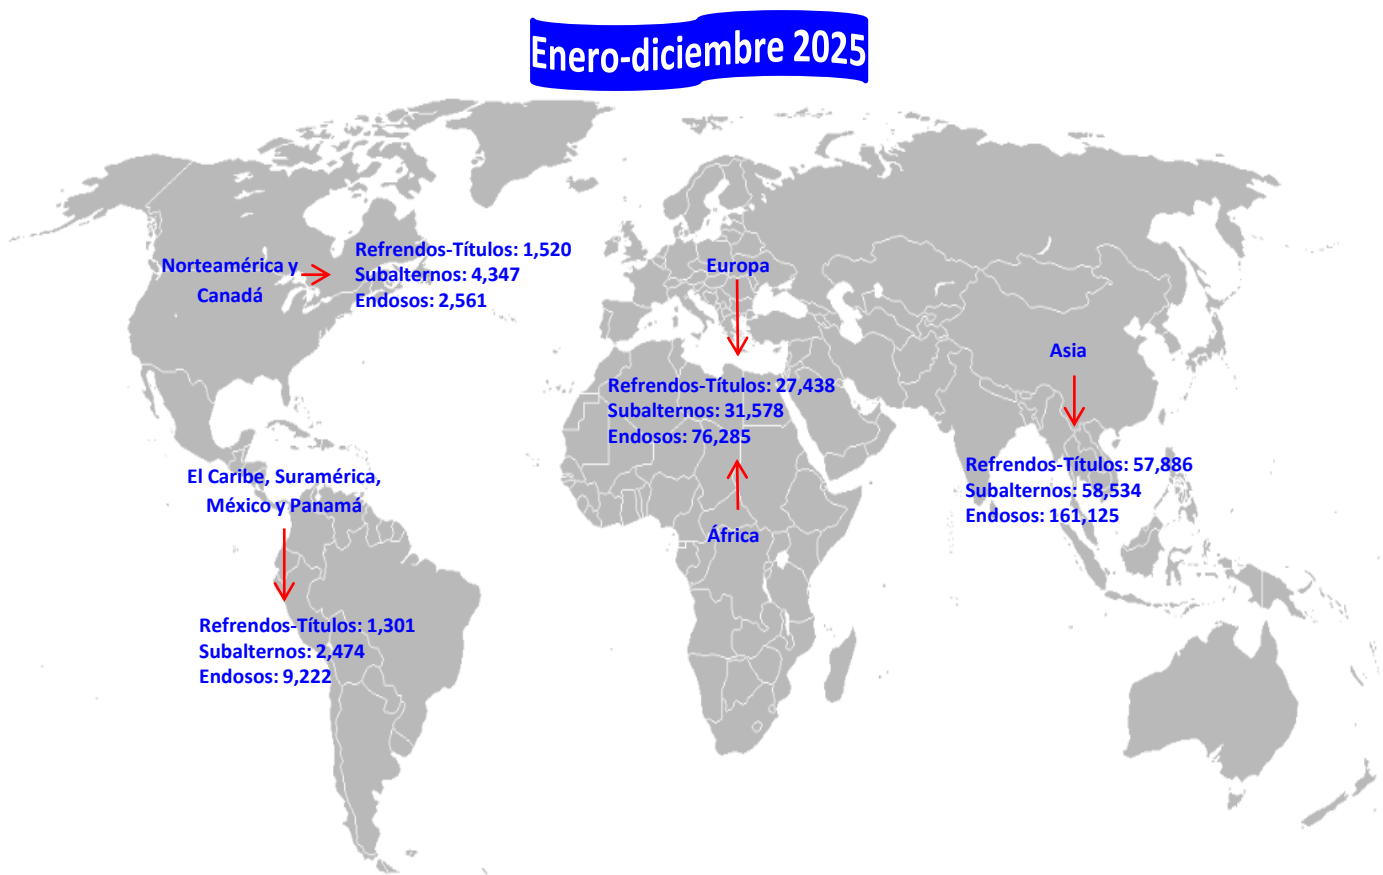 Enero-diciembre 2025
Norteamérica y
Canadá
Refrendos-Títulos: 1,520
Subalternos: 4,347
Endosos: 2,561
Europa
Refrendos-Títulos: 27,438
Subalternos: 31,578
Endosos: 76,285
África
Asia
Refrendos-Títulos: 57,886
Subalternos: 58,534
Endosos: 161,125
El Caribe, Suramérica,
México y Panamá
Refrendos-Títulos: 1,301
Subalternos: 2,474
Endosos: 9,222